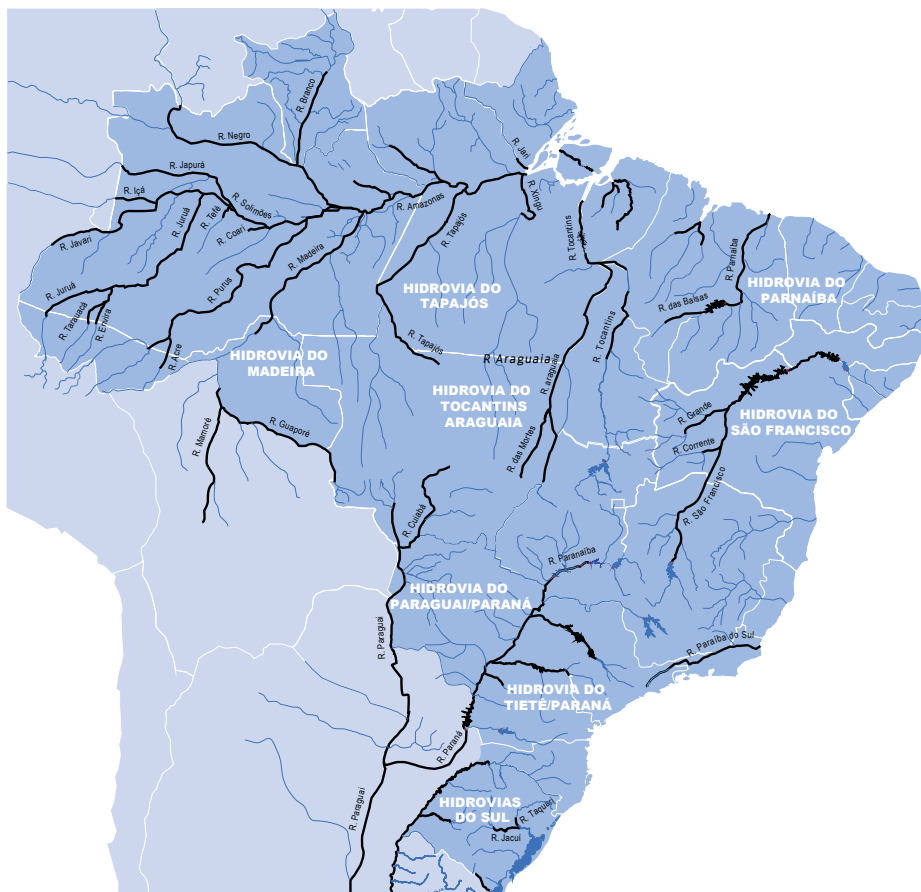 R. Branco
R. Negro
R. Jari
R. Japurá
R. Içá
R. Xingu
R. Juruá
R. Tefé
R. Solimões
R. Amazonas
R. Tapajós
R. Coari
R. Javari
R. Madeira
R. Tocantins
R. Parnaíba
R. Purus
R. Juruá
HIDROVIA DO
TAPAJÓS
HIDROVIA DO
PARNAÍBA
R. das Balsas
R. Tarauacá
R. Envira
R. Acre
R. Tapajós
R. Tocantins
R Araguaia
R. araguaia
HIDROVIA DO
MADEIRA
HIDROVIA DO
TOCANTINS
ARAGUAIA
R. Grande
HIDROVIA DO
SÃO FRANCISCO
R. Mamoré
R. Guaporé
R. das Mortes
R. Corrente
R. São Francisco
R. Cuiabá
R. Paranaíba
HIDROVIA DO
PARAGUAI/PARANÁ
R. Paraguai
R. Paraíba do Sul
HIDROVIA DO
TIETÊ/PARANÁ
R. Paraná
R. Paraguai
HIDROVIAS
DO SUL
R. Taquari
R. Jacuí